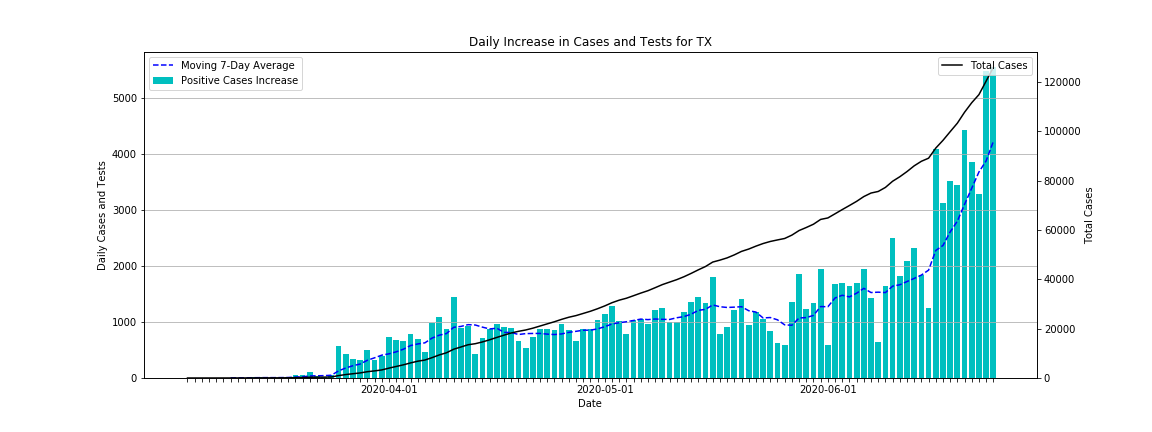 Daily Increase in Cases and Tests for TX
Moving 7-Day Average
Positive Cases Increase
Total Cases
5000
4000
3000
2000
1000
0
Daily Cases and Tests
120000
100000
80000
60000
40000
20000
0
Total Cases
2020-04-01
2020-05-01
2020-06-01
Date